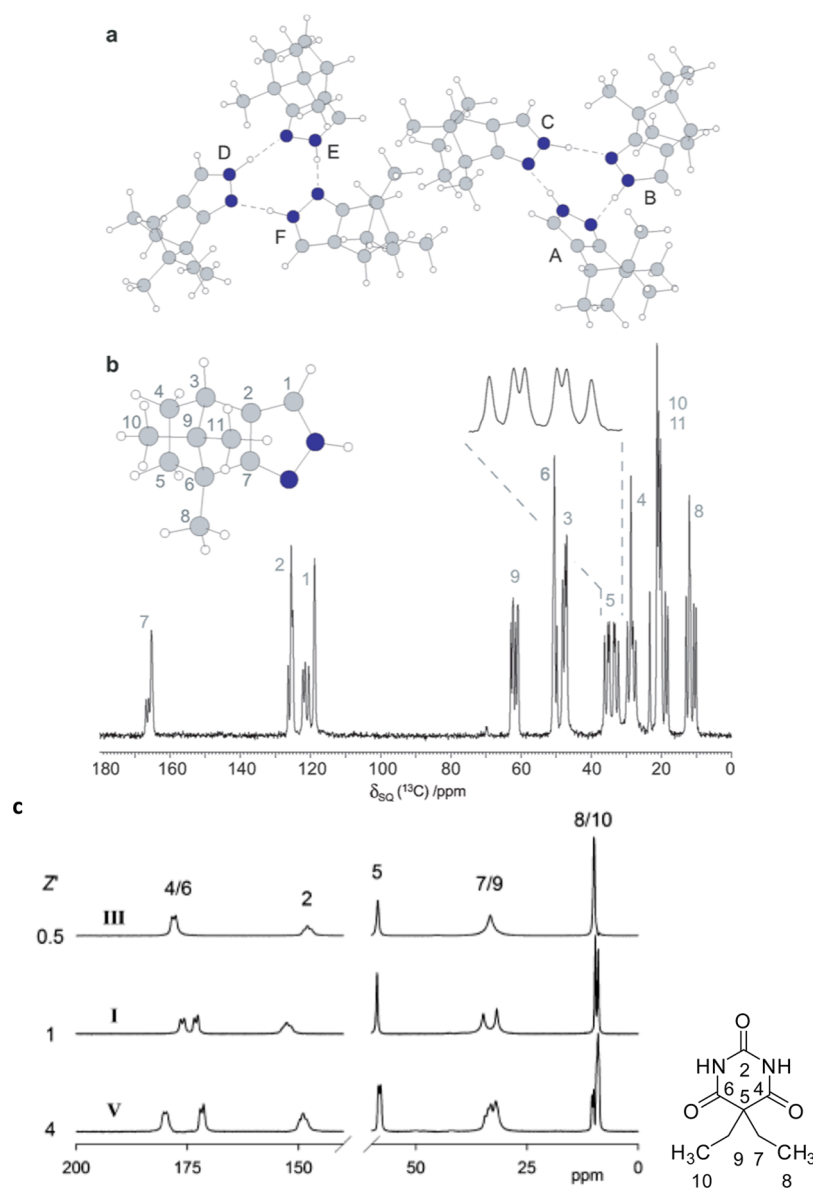 a
D
E
F
C
B
A
b
1
2
3
4
10
9
11
5
6
7
8
7
2
1
9
6
3
5
4
10
11
8
180
160
140
120
100
80
60
40
20
0
δSQ (13C) /ppm
c
Z'
4/6
2
5
7/9
8/10
III
0.5
I
1
V
4
200
175
150
50
25
ppm
0
O
HN
2
NH
6
4
5
O
O
H3C
9
7
CH3
10
8